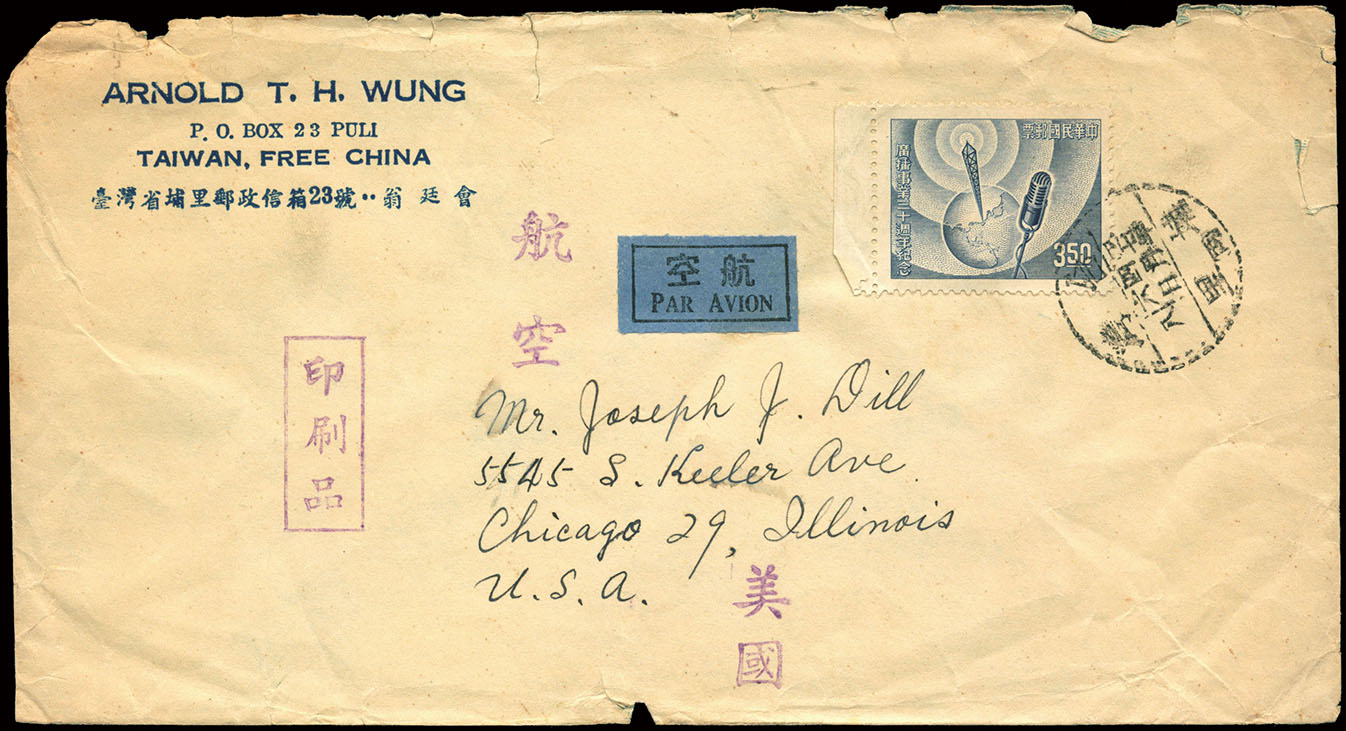 ARNOLD T. H. WUNG
P. O. BOX 23 PULI
TAIWAN, FREE CHINA
臺灣省埔里郵政信箱23號··翁廷會
中華民國郵票
廣播事業三十週年紀念
350
航空
航空
PAR AVION
印刷品
Mr. Joseph J. Dill
5545 S. Keeler Ave
Chicago 29, Illinois
U.S.A.
美國
埔里